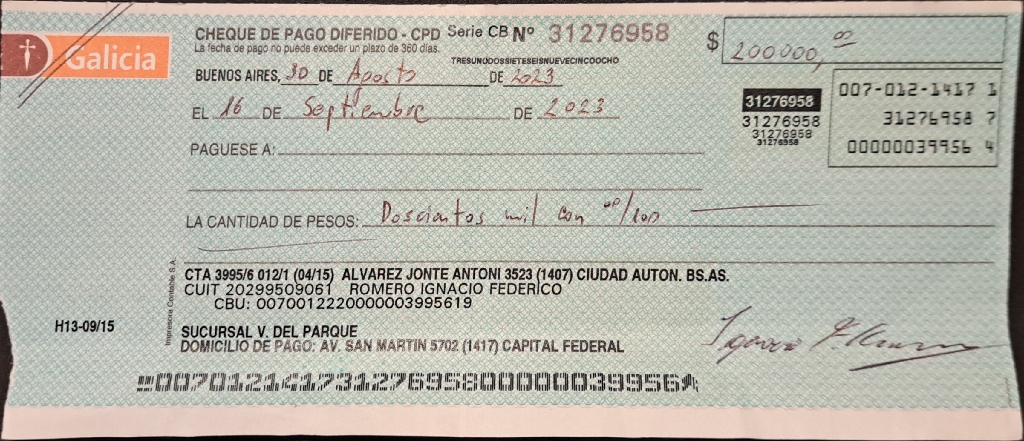 Galicia
CHEQUE DE PAGO DIFERIDO - CPD Serie CB Nº 31276958
La fecha de pago no puede exceder un plazo de 360 días.
TRESUNODOSSIETESEISNUEVECINCOOCHO
$ 200000,00
BUENOS AIRES, 30 DE Agosto DE 2023
EL 16 DE Septiembre DE 2023
31276958
31276958
31276958
31276958
007-012-1417 1
31276958 7
00000039956 4
PAGUESE A:
LA CANTIDAD DE PESOS: Doscientos mil con 00/100
CTA 3995/6 012/1 (04/15) ALVAREZ JONTE ANTONI 3523 (1407) CIUDAD AUTON. BS.AS.
CUIT 20299509061 ROMERO IGNACIO FEDERICO
CBU: 0070012220000003995619
Impresora Contable S.A.
H13-09/15
SUCURSAL V. DEL PARQUE
DOMICILIO DE PAGO: AV. SAN MARTIN 5702 (1417) CAPITAL FEDERAL
00701214173127695800000039956